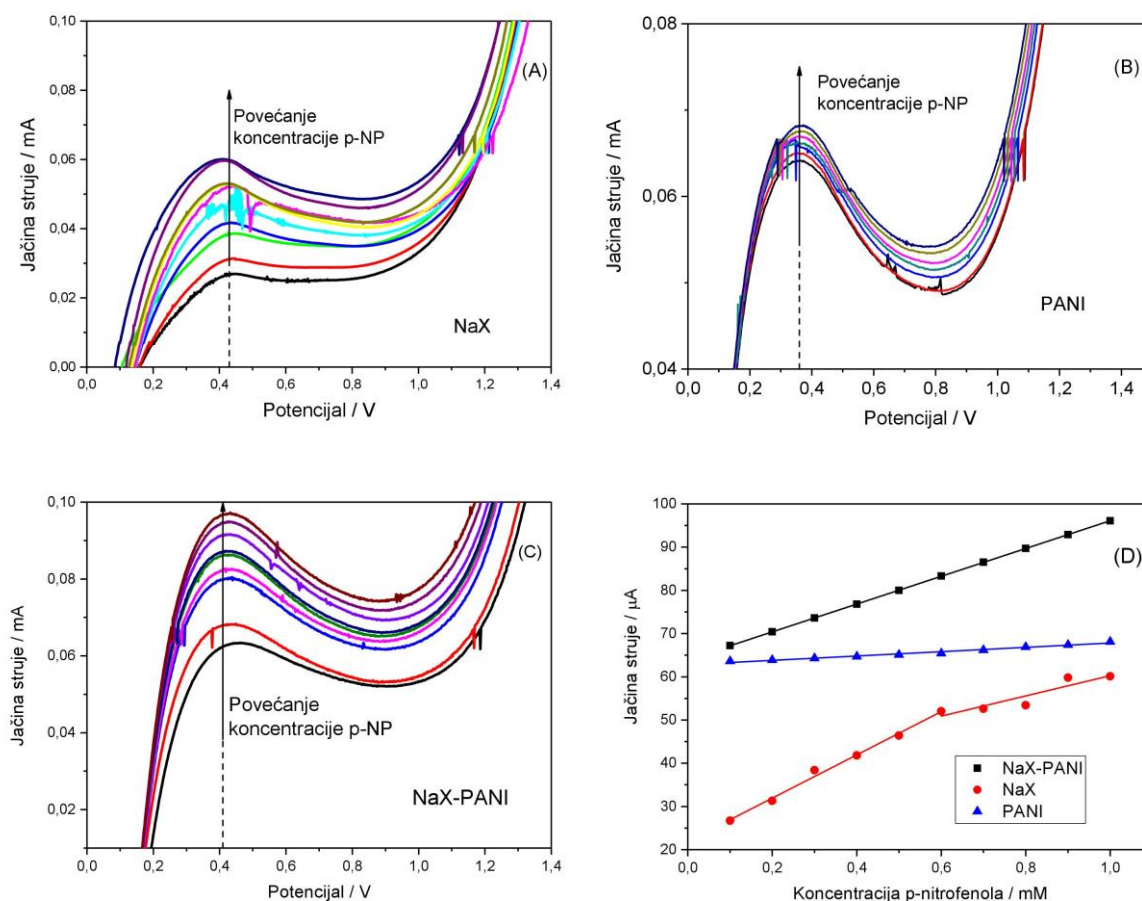 0,10
0,08
0,06
0,04
0,02
0,00
Jačina struje / mA
(A)
Povećanje
koncentracije p-NP
NaX
0,0 0,2 0,4 0,6 0,8 1,0 1,2 1,4
Potencijal / V
0,08
0,06
0,04
Jačina struje / mA
(B)
Povećanje
koncentracije p-NP
PANI
0,0 0,2 0,4 0,6 0,8 1,0 1,2 1,4
Potencijal / V
0,10
0,08
0,06
0,04
0,02
Jačina struje / mA
(C)
Povećanje
koncentracije p-NP
NaX-PANI
0,0 0,2 0,4 0,6 0,8 1,0 1,2 1,4
Potencijal / V
100
90
80
70
60
50
40
30
20
Jačina struje / µA
(D)
NaX-PANI
NaX
PANI
0,2 0,4 0,6 0,8 1,0
Koncentracija p-nitrofenola / mM